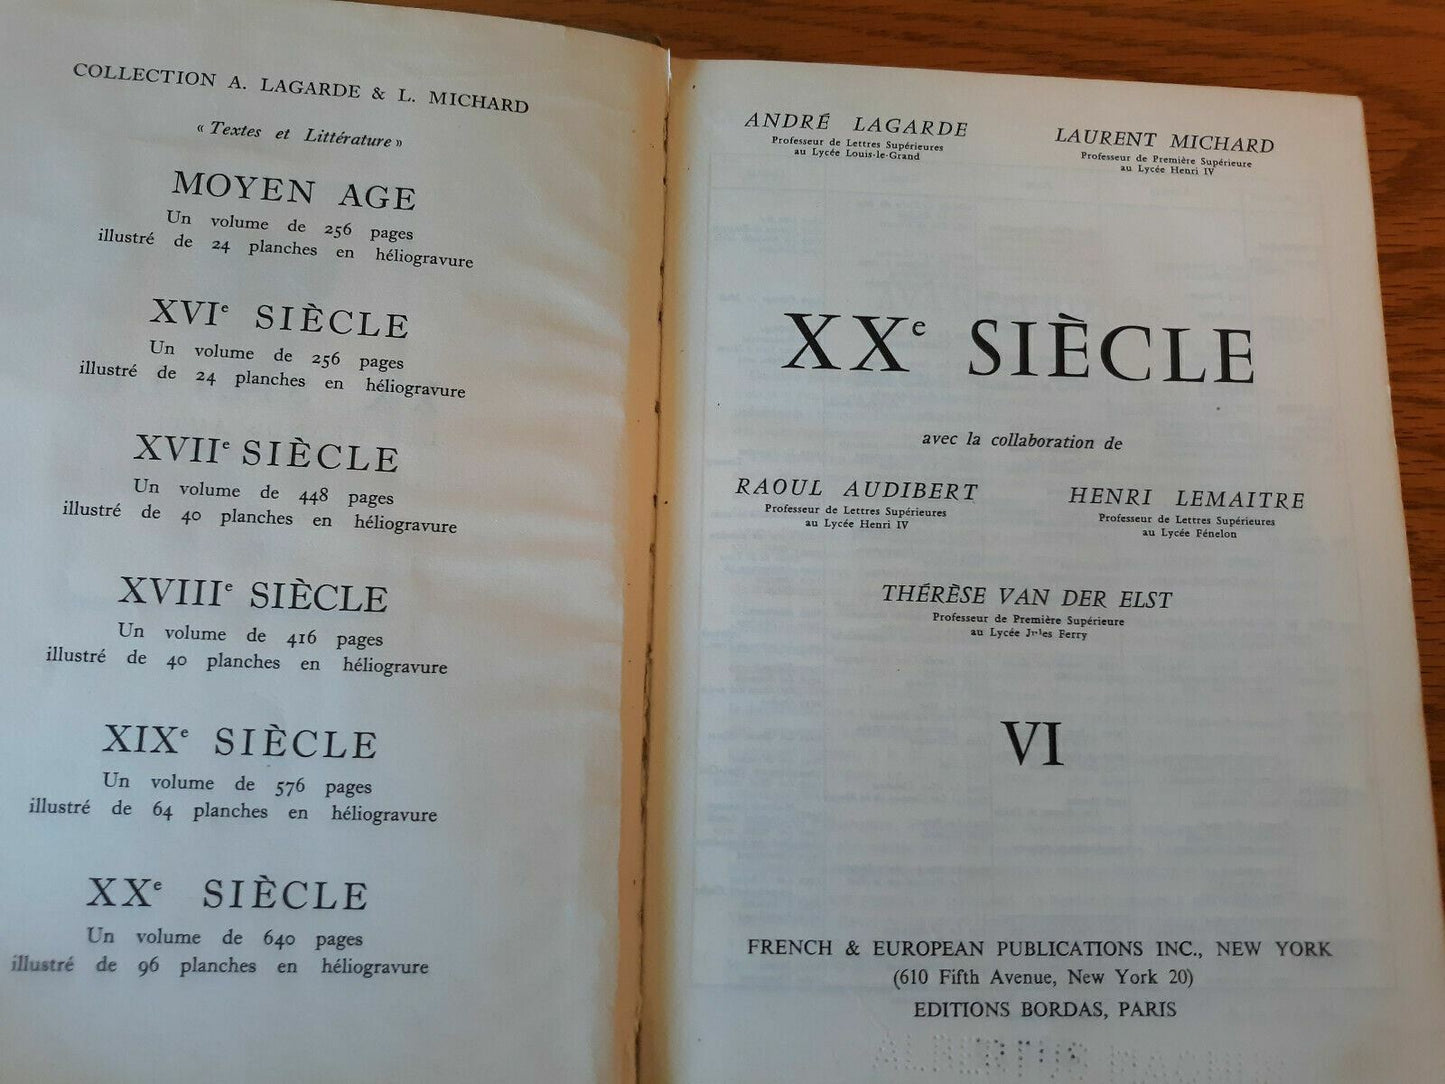 COLLECTION A. LAGARDE & L. MICHARD
« Textes et Littérature »
MOYEN AGE
Un volume de 256 pages
illustré de 24 planches en héliogravure
XVIe SIÈCLE
Un volume de 256 pages
illustré de 24 planches en héliogravure
XVIIe SIÈCLE
Un volume de 448 pages
illustré de 40 planches en héliogravure
XVIIIe SIÈCLE
Un volume de 416 pages
illustré de 40 planches en héliogravure
XIXe SIÈCLE
Un volume de 576 pages
illustré de 64 planches en héliogravure
XXe SIÈCLE
Un volume de 640 pages
illustré de 96 planches en héliogravure
ANDRÉ LAGARDE
Professeur de Lettres Supérieures
au Lycée Louis-le-Grand
LAURENT MICHARD
Professeur de Première Supérieure
au Lycée Henri IV
XXe SIÈCLE
avec la collaboration de
RAOUL AUDIBERT
Professeur de Lettres Supérieures
au Lycée Henri IV
HENRI LEMAITRE
Professeur de Lettres Supérieures
au Lycée Fénelon
THÉRÈSE VAN DER ELST
Professeur de Première Supérieure
au Lycée Jules Ferry
VI
FRENCH & EUROPEAN PUBLICATIONS INC., NEW YORK
(610 Fifth Avenue, New York 20)
EDITIONS BORDAS, PARIS
ALBERTUS